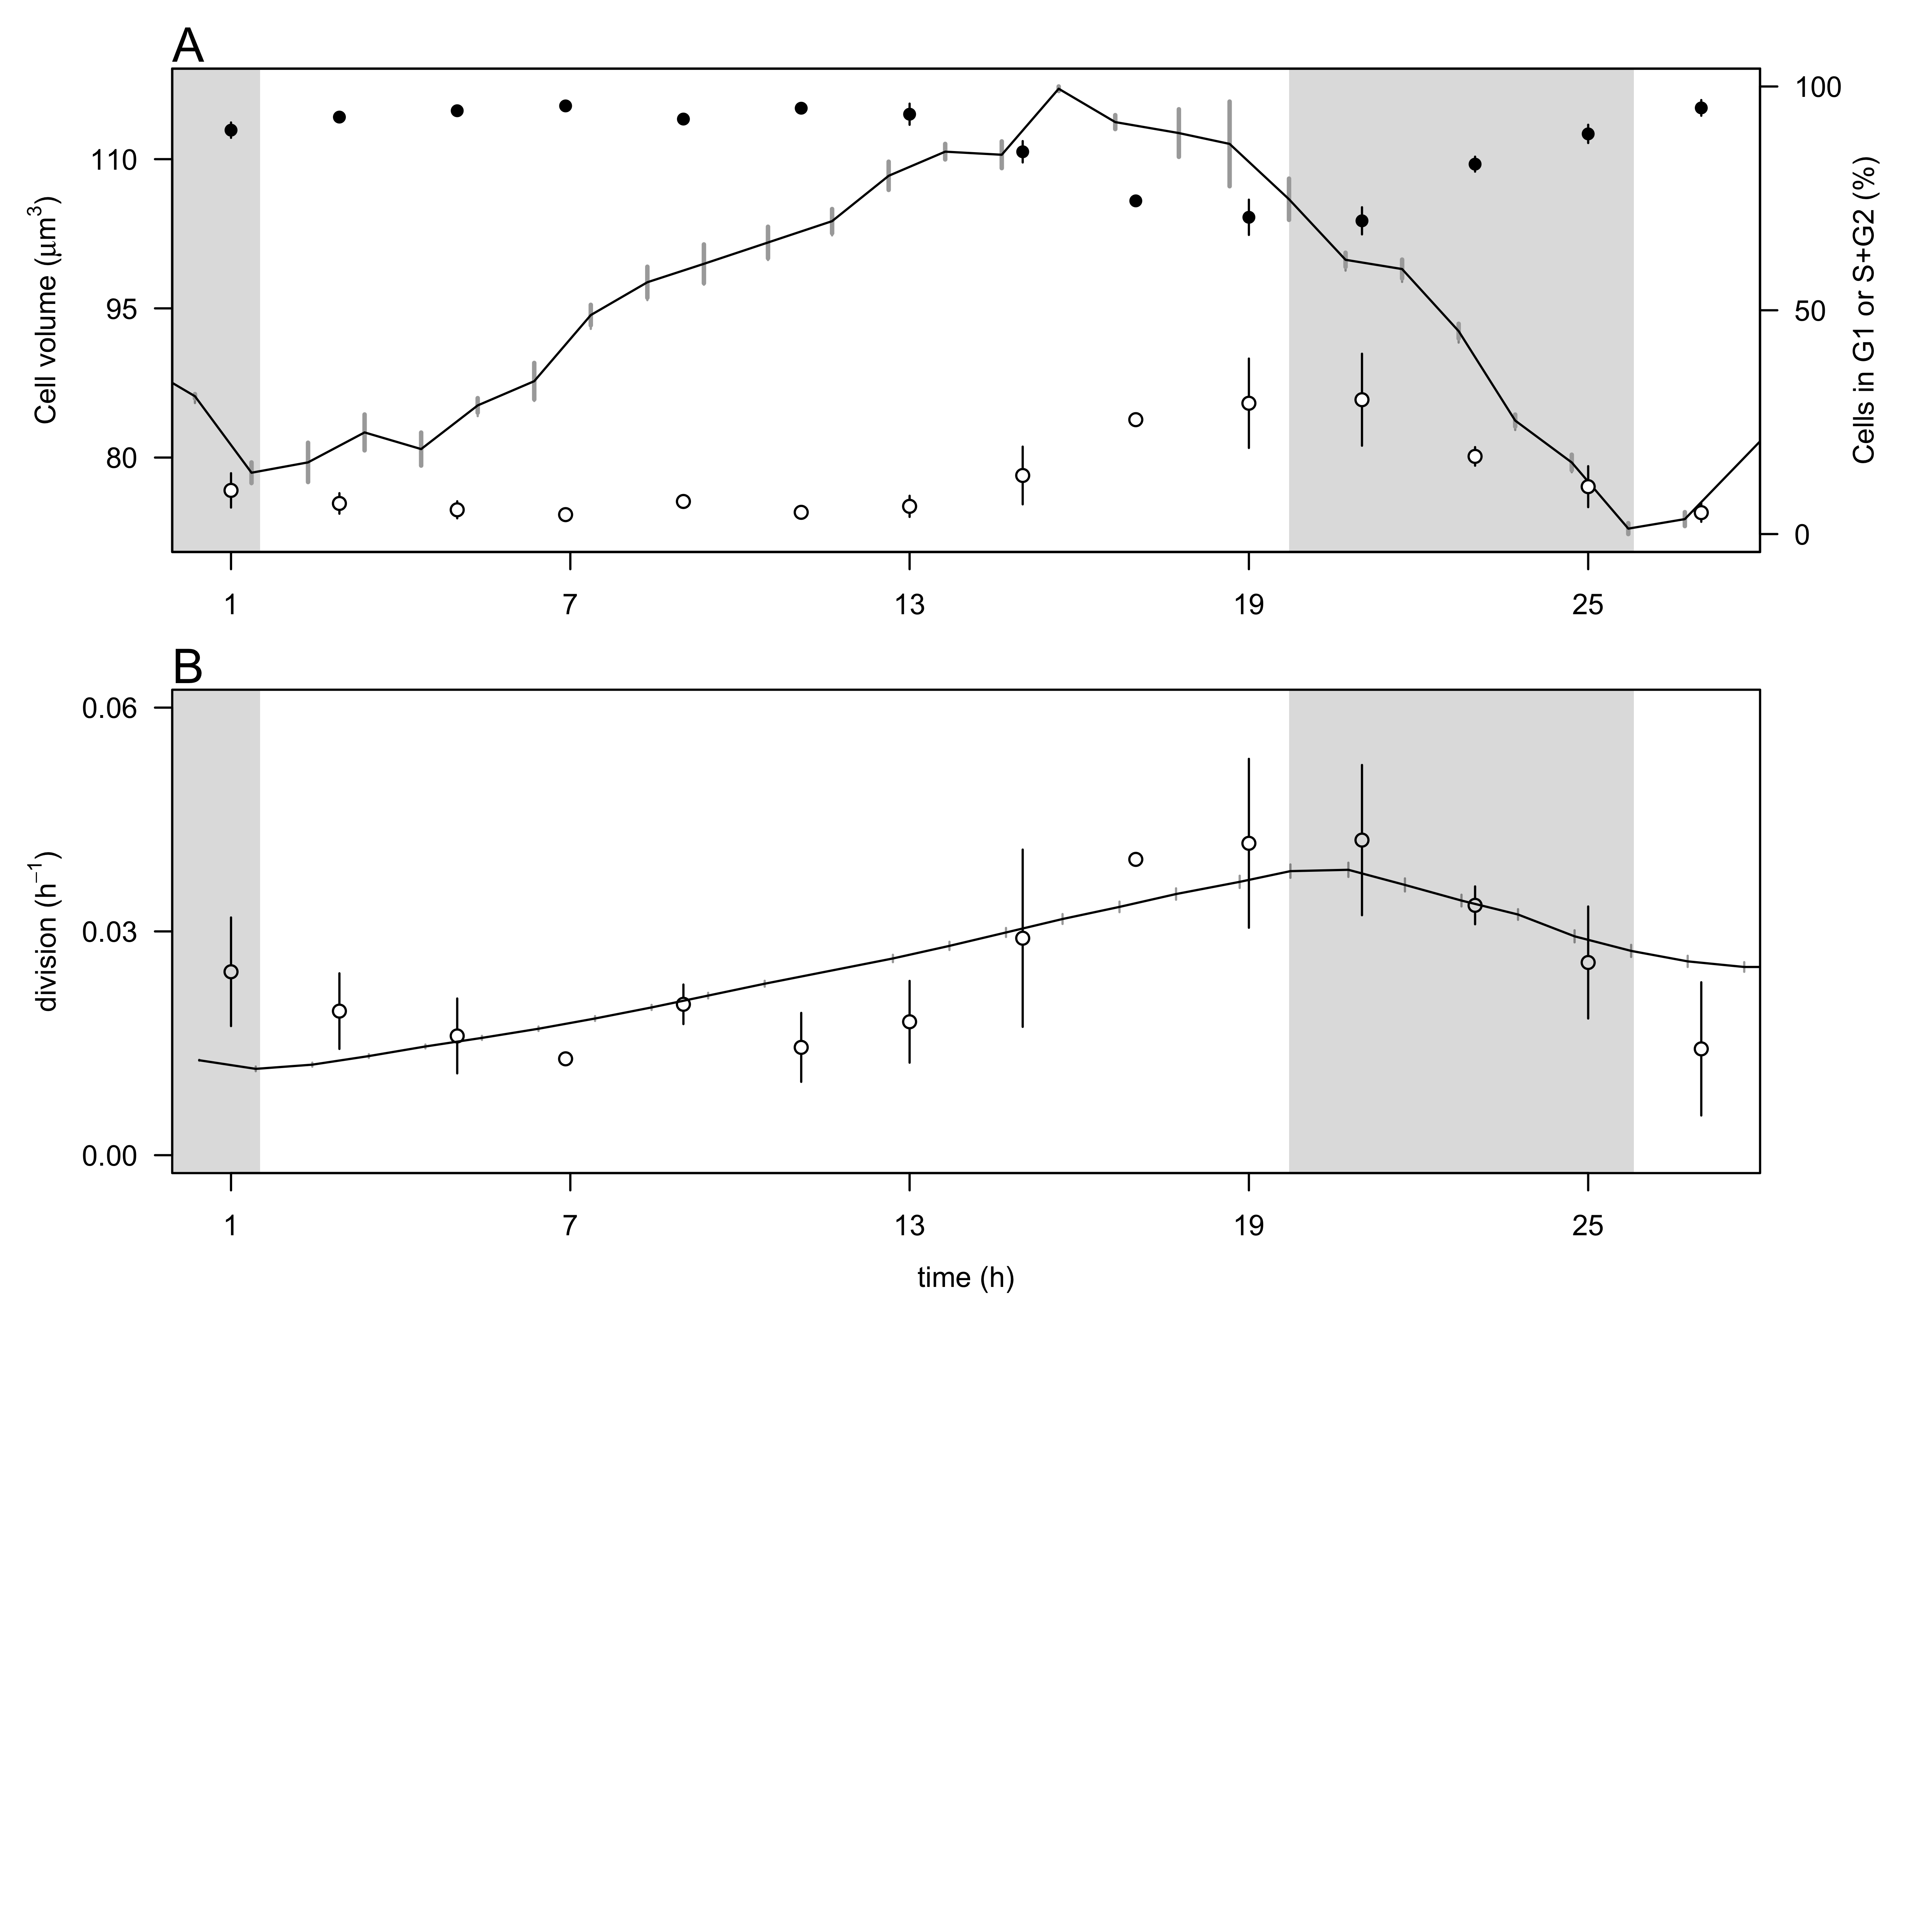 A
Cell volume (μm³)
110
95
80
100
50
0
Cells in G1 or S+G2 (%)
1 7 13 19 25
B
division (h⁻¹)
0.06
0.03
0.00
1 7 13 19 25
time (h)